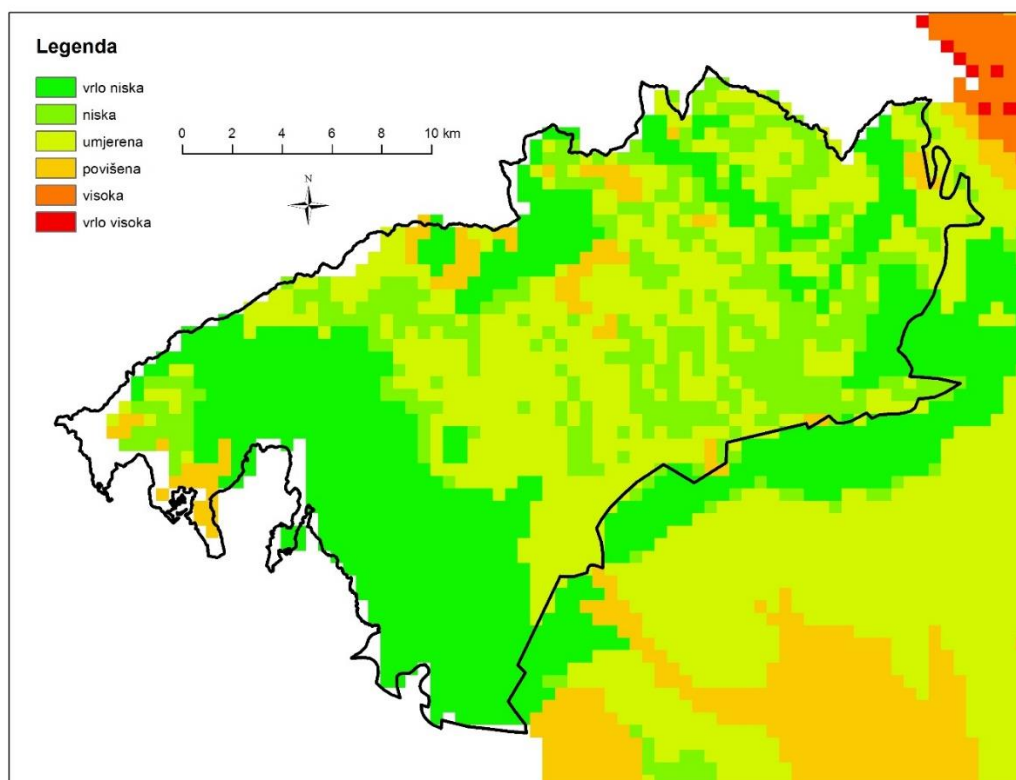 Legenda
vrlo niska
niska
umjerena
povišena
visoka
vrlo visoka
0 2 4 6 8 10 km
N